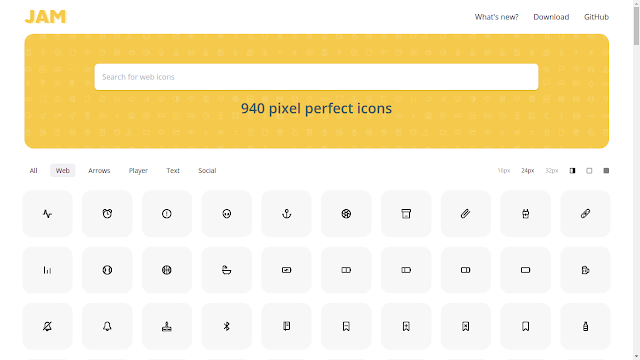 JAM
What's new?
Download
GitHub
Search for web icons
940 pixel perfect icons
All
Web
Arrows
Player
Text
Social
16px
24px
32px